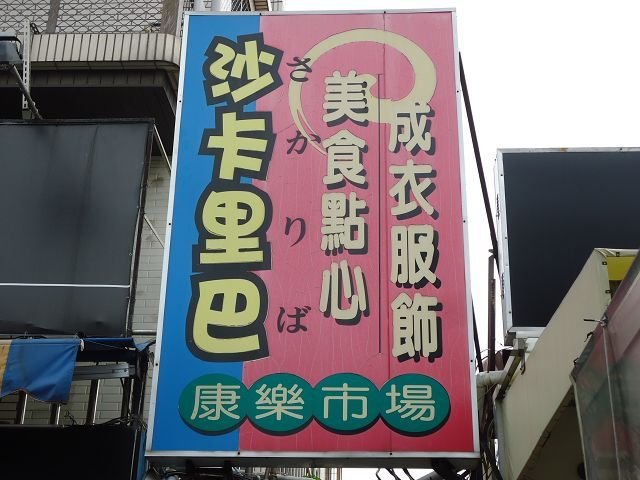 成衣服飾
美食點心
さかりば
沙卡里巴
康樂市場